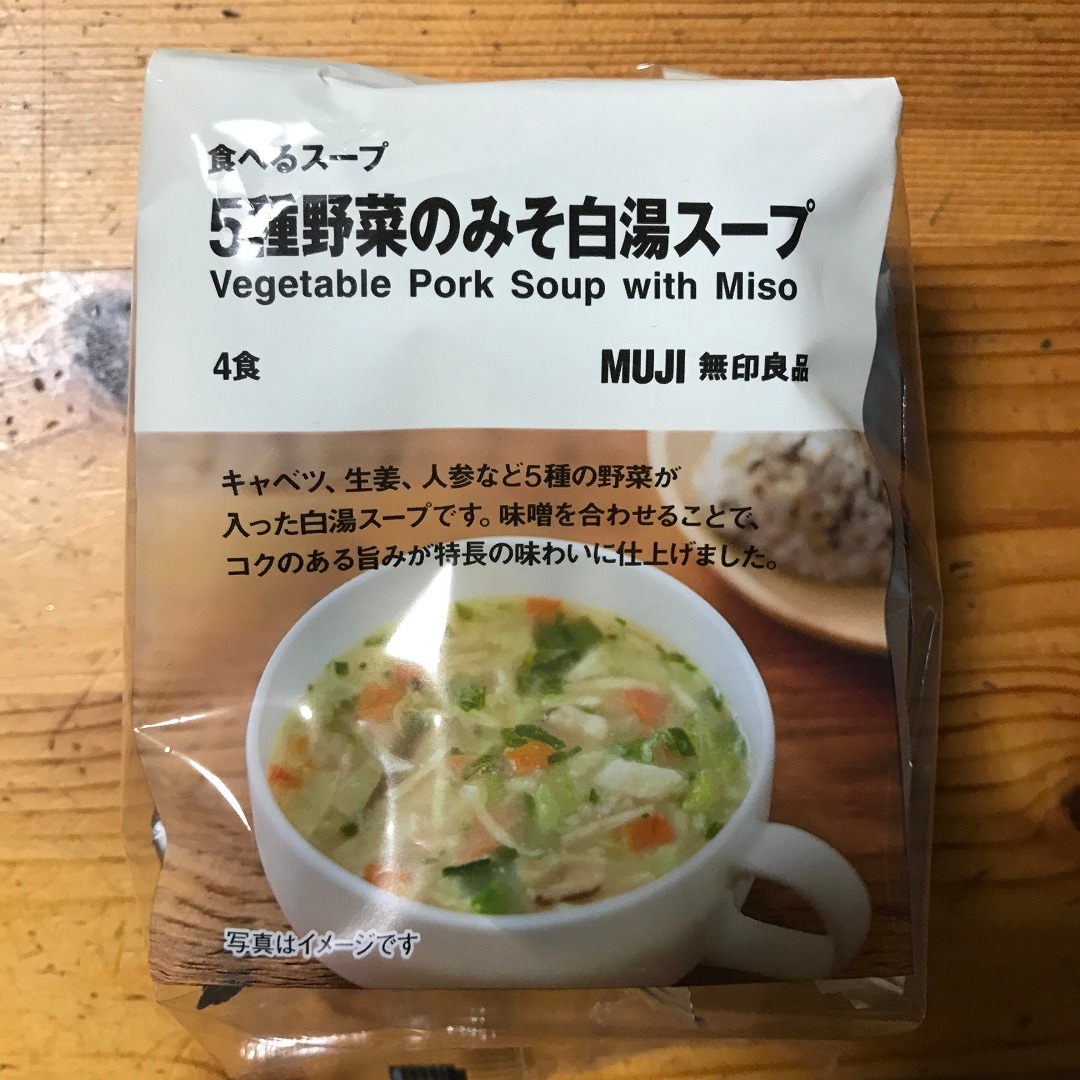 食べるスープ
5種野菜のみそ白湯スープ
Vegetable Pork Soup with Miso
4食
MUJI 無印良品
キャベツ、生姜、人参など5種の野菜が
入った白湯スープです。味噌を合わせることで、
コクのある旨みが特長の味わいに仕上げました。
写真はイメージです